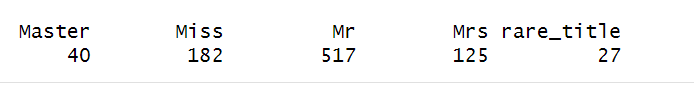 Master Miss Mr Mrs rare_title
40 182 517 125 27